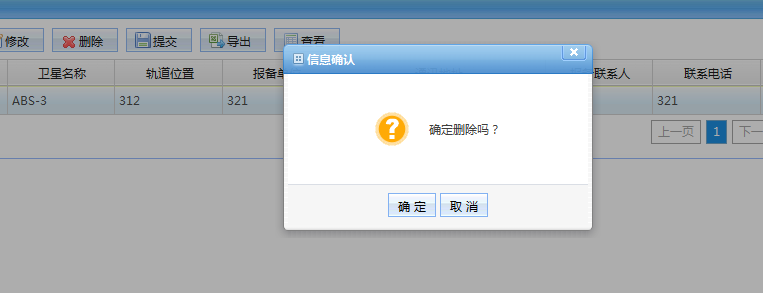 修改 删除 提交 导出 查看
信息确认
卫星名称 轨道位置 报备单 联系人 联系电话
ABS-3 312 321 321
确定删除吗？
上一页 1 下一
确定 取消